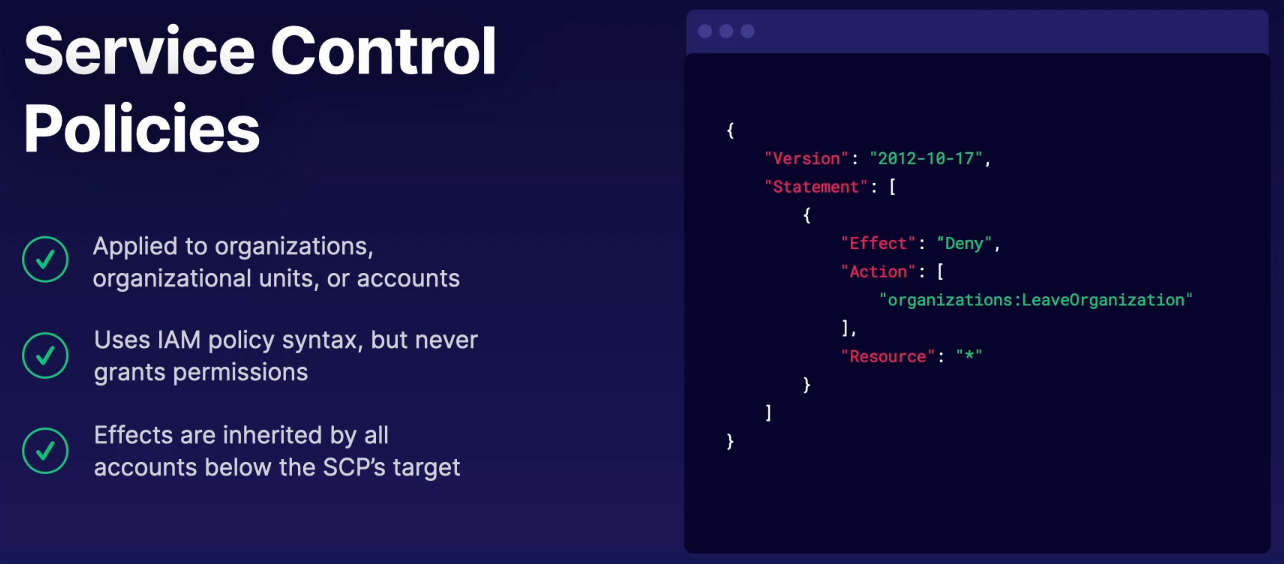 Service Control
Policies
Applied to organizations,
organizational units, or accounts
Uses IAM policy syntax, but never
grants permissions
Effects are inherited by all
accounts below the SCP’s target
{
"Version": "2012-10-17",
"Statement": [
{
"Effect": “Deny",
"Action": [
"organizations:LeaveOrganization"
],
"Resource": "*"
}
]
}